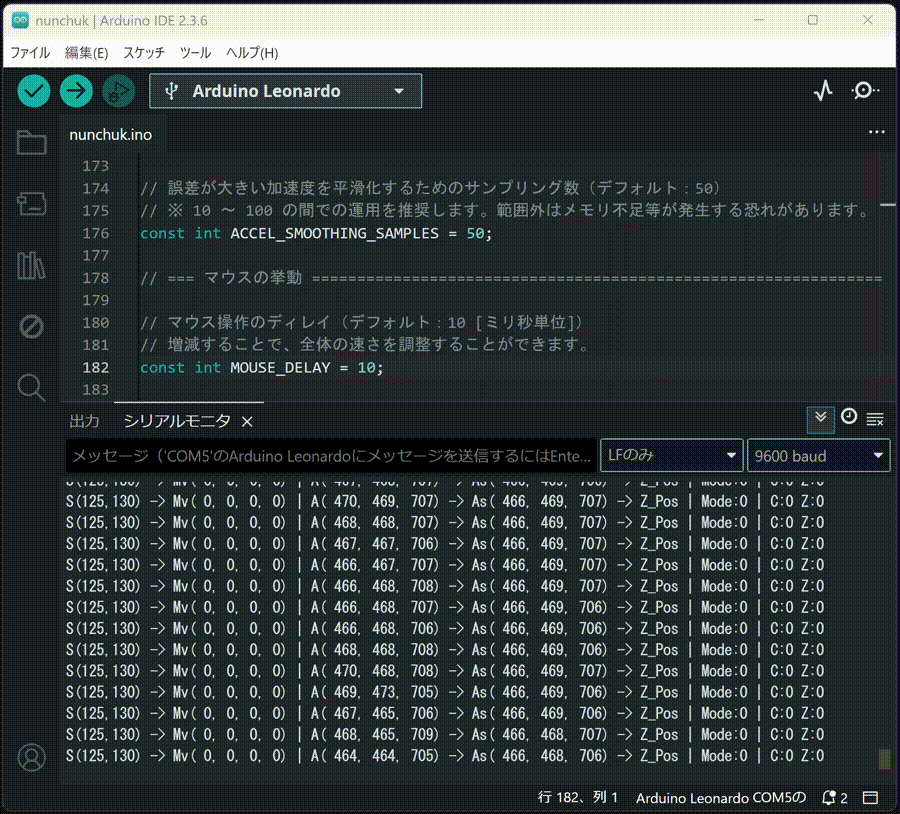 nunchuk | Arduino IDE 2.3.6
ファイル 編集(E) スケッチ ツール ヘルプ(H)
Arduino Leonardo
nunchuk.ino
173
174 // 誤差が大きい加速度を平滑化するためのサンプリング数（デフォルト：50）
175 // ※ 10 ～ 100 の間での運用を推奨します。範囲外はメモリ不足等が発生する恐れがあります。
176 const int ACCEL_SMOOTHING_SAMPLES = 50;
177
178 // === マウスの挙動 ===============================================================
179
180 // マウス操作のディレイ（デフォルト：10 [ミリ秒単位]）
181 // 増減することで、全体の速さを調整することができます。
182 const int MOUSE_DELAY = 10;
183
出力 シリアルモニタ
メッセージ（'COM5'のArduino Leonardoにメッセージを送信するにはEnte... LFのみ 9600 baud
S(125,130) -> Mv( 0, 0, 0, 0) | A( 470, 469, 707) -> As( 466, 469, 707) -> Z_Pos | Mode:0 | C:0 Z:0
S(125,130) -> Mv( 0, 0, 0, 0) | A( 468, 468, 707) -> As( 466, 469, 707) -> Z_Pos | Mode:0 | C:0 Z:0
S(125,130) -> Mv( 0, 0, 0, 0) | A( 467, 467, 706) -> As( 466, 469, 707) -> Z_Pos | Mode:0 | C:0 Z:0
S(125,130) -> Mv( 0, 0, 0, 0) | A( 466, 467, 707) -> As( 466, 469, 707) -> Z_Pos | Mode:0 | C:0 Z:0
S(125,130) -> Mv( 0, 0, 0, 0) | A( 466, 468, 708) -> As( 466, 469, 707) -> Z_Pos | Mode:0 | C:0 Z:0
S(125,130) -> Mv( 0, 0, 0, 0) | A( 466, 468, 707) -> As( 466, 469, 706) -> Z_Pos | Mode:0 | C:0 Z:0
S(125,130) -> Mv( 0, 0, 0, 0) | A( 466, 468, 706) -> As( 466, 469, 706) -> Z_Pos | Mode:0 | C:0 Z:0
S(125,130) -> Mv( 0, 0, 0, 0) | A( 468, 468, 708) -> As( 466, 469, 706) -> Z_Pos | Mode:0 | C:0 Z:0
S(125,130) -> Mv( 0, 0, 0, 0) | A( 470, 468, 708) -> As( 466, 469, 707) -> Z_Pos | Mode:0 | C:0 Z:0
S(125,130) -> Mv( 0, 0, 0, 0) | A( 469, 473, 705) -> As( 466, 469, 706) -> Z_Pos | Mode:0 | C:0 Z:0
S(125,130) -> Mv( 0, 0, 0, 0) | A( 467, 465, 706) -> As( 466, 469, 706) -> Z_Pos | Mode:0 | C:0 Z:0
S(125,130) -> Mv( 0, 0, 0, 0) | A( 468, 465, 709) -> As( 466, 469, 707) -> Z_Pos | Mode:0 | C:0 Z:0
S(125,130) -> Mv( 0, 0, 0, 0) | A( 464, 464, 705) -> As( 466, 468, 706) -> Z_Pos | Mode:0 | C:0 Z:0
行 182、列 1 Arduino Leonardo COM5の 2